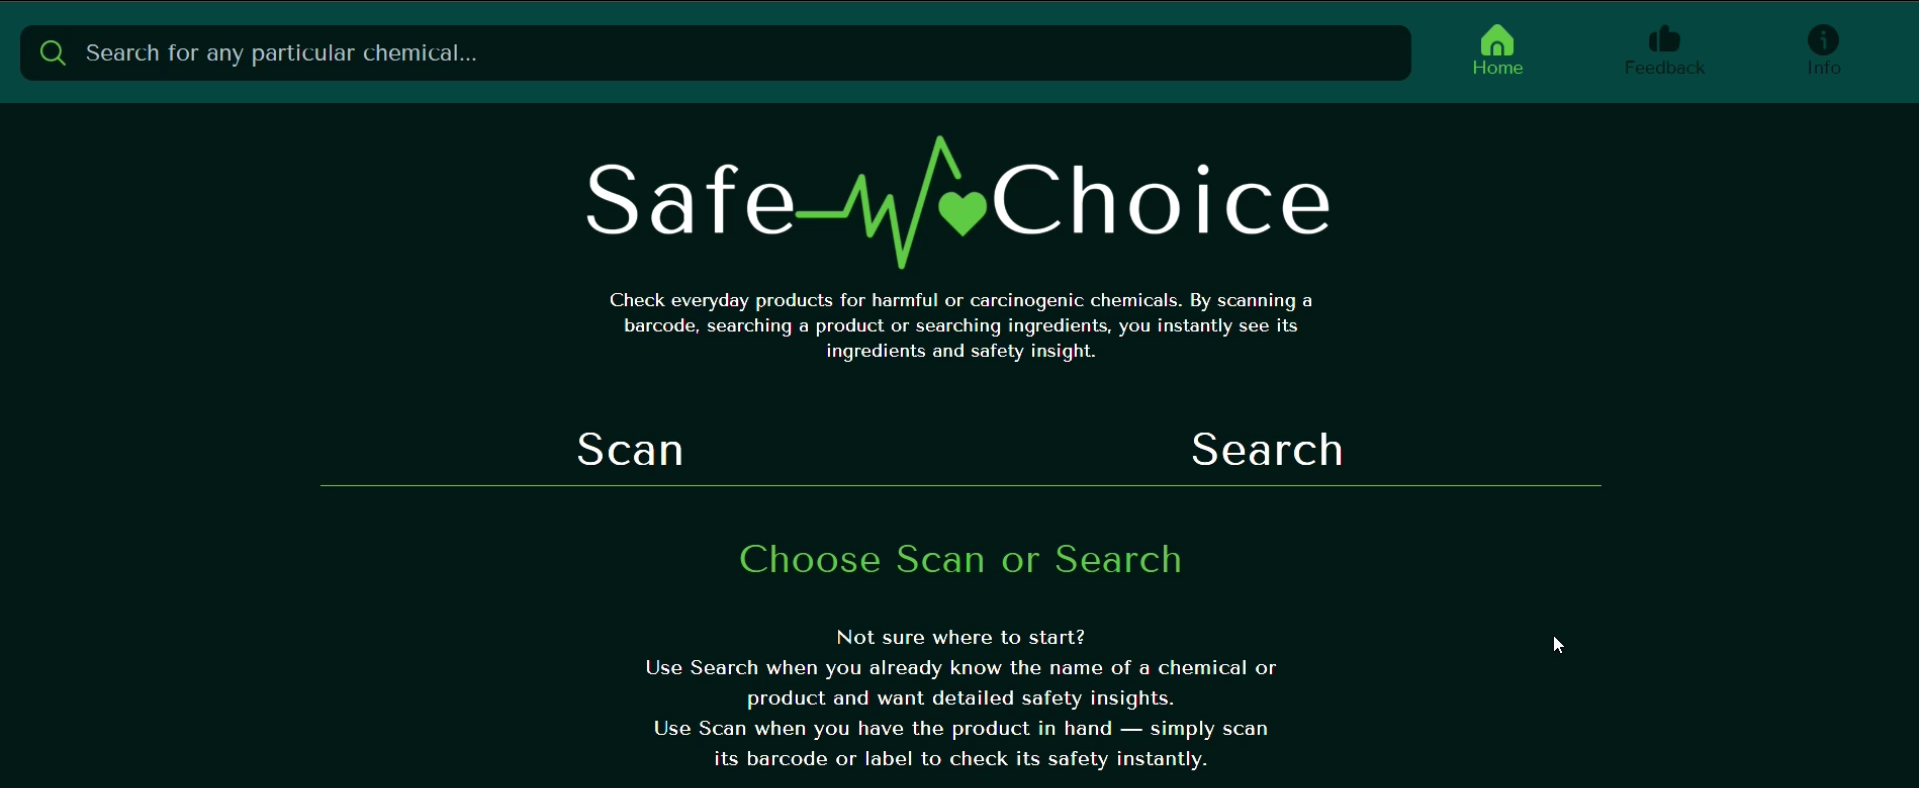 Search for any particular chemical...
Home
Feedback
Info
Safe Choice
Check everyday products for harmful or carcinogenic chemicals. By scanning a
barcode, searching a product or searching ingredients, you instantly see its
ingredients and safety insight.
Scan
Search
Choose Scan or Search
Not sure where to start?
Use Search when you already know the name of a chemical or
product and want detailed safety insights.
Use Scan when you have the product in hand — simply scan
its barcode or label to check its safety instantly.